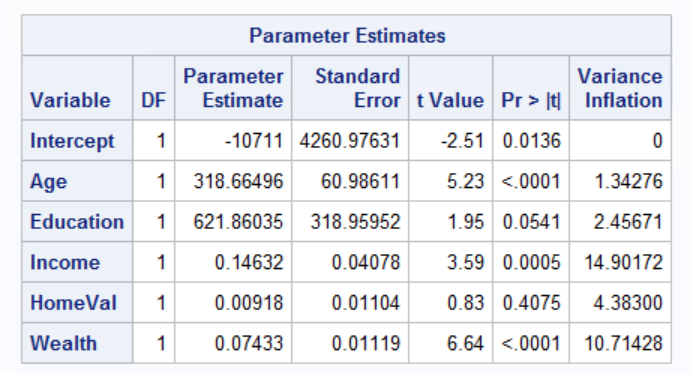 Parameter Estimates
Variable DF Parameter Estimate Standard Error t Value Pr > |t| Variance Inflation
Intercept 1 -10711 4260.97631 -2.51 0.0136 0
Age 1 318.66496 60.98611 5.23 <.0001 1.34276
Education 1 621.86035 318.95952 1.95 0.0541 2.45671
Income 1 0.14632 0.04078 3.59 0.0005 14.90172
HomeVal 1 0.00918 0.01104 0.83 0.4075 4.38300
Wealth 1 0.07433 0.01119 6.64 <.0001 10.71428